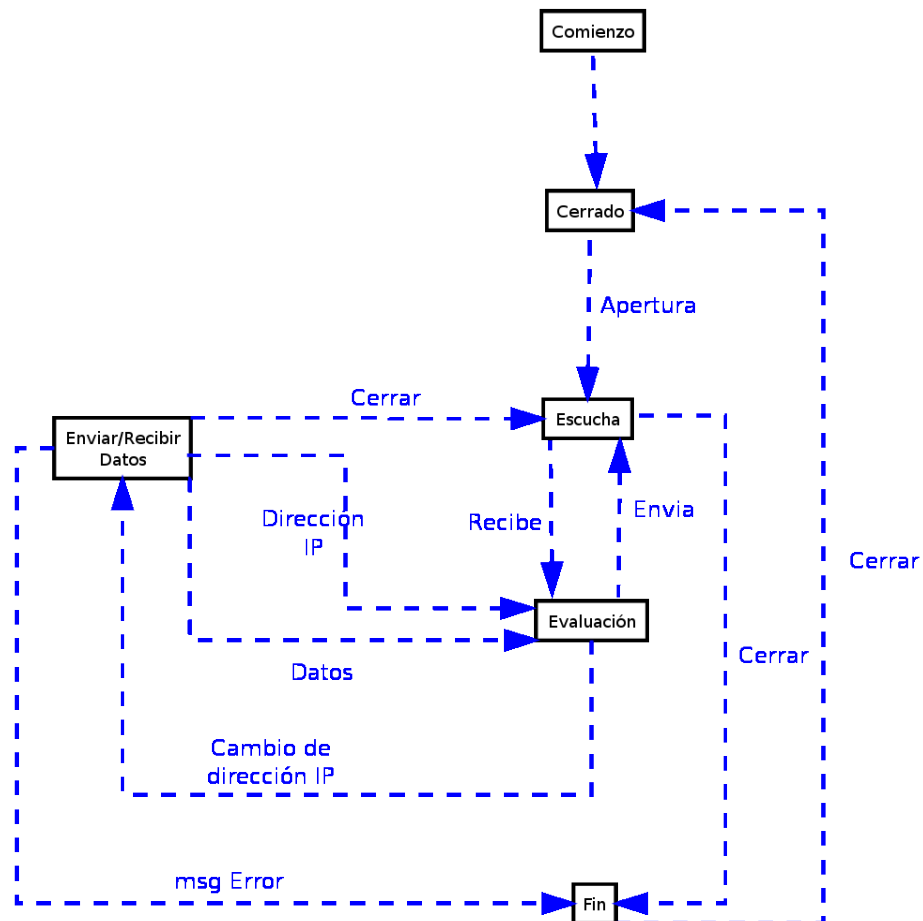 Comienzo
Cerrado
Apertura
Cerrar
Escucha
Enviar/Recibir
Datos
Dirección
IP
Recibe
Envia
Cerrar
Evaluación
Cerrar
Datos
Cambio de
dirección IP
msg Error
Fin